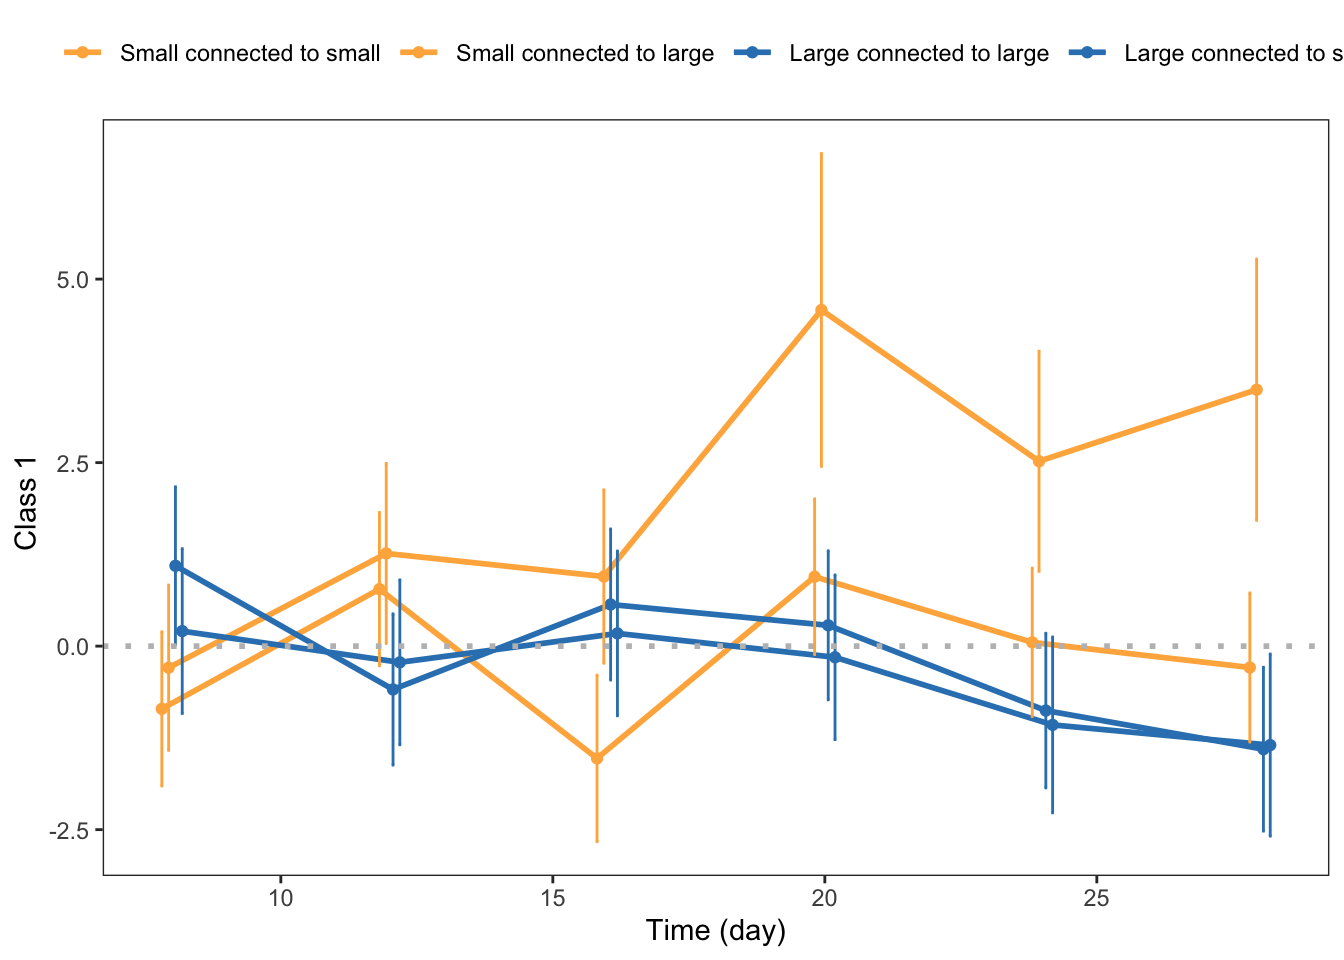 Small connected to small Small connected to large Large connected to large Large connected to s
5.0
2.5
0.0
-2.5
Class 1
10 15 20 25
Time (day)